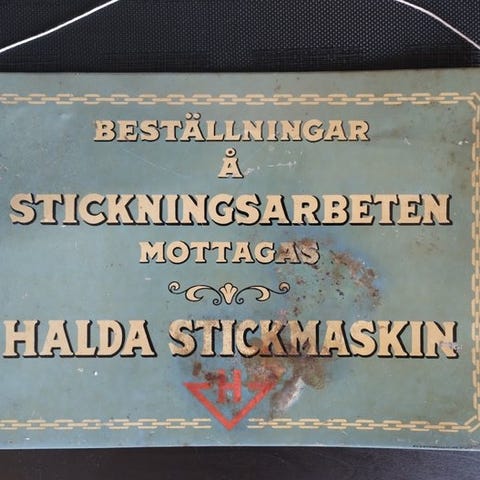 BESTÄLLNINGAR
Å
STICKNINGSARBETEN
MOTTAGAS
HALDA STICKMASKIN
H